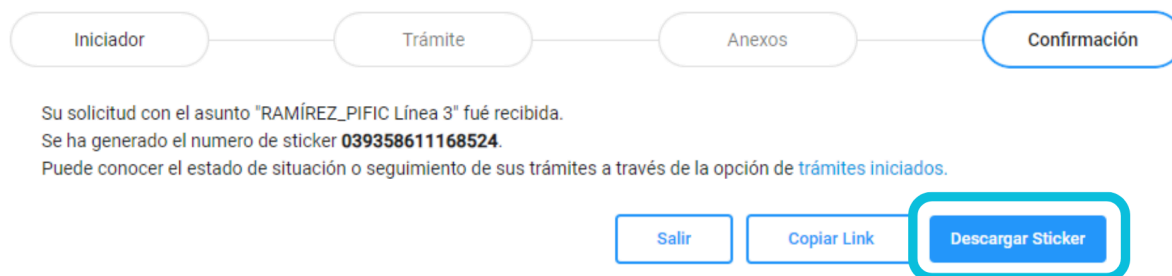 Iniciador
Trámite
Anexos
Confirmación
Su solicitud con el asunto "RAMÍREZ_PIFIC Línea 3" fué recibida.
Se ha generado el numero de sticker 039358611168524.
Puede conocer el estado de situación o seguimiento de sus trámites a través de la opción de trámites iniciados.
Salir
Copiar Link
Descargar Sticker